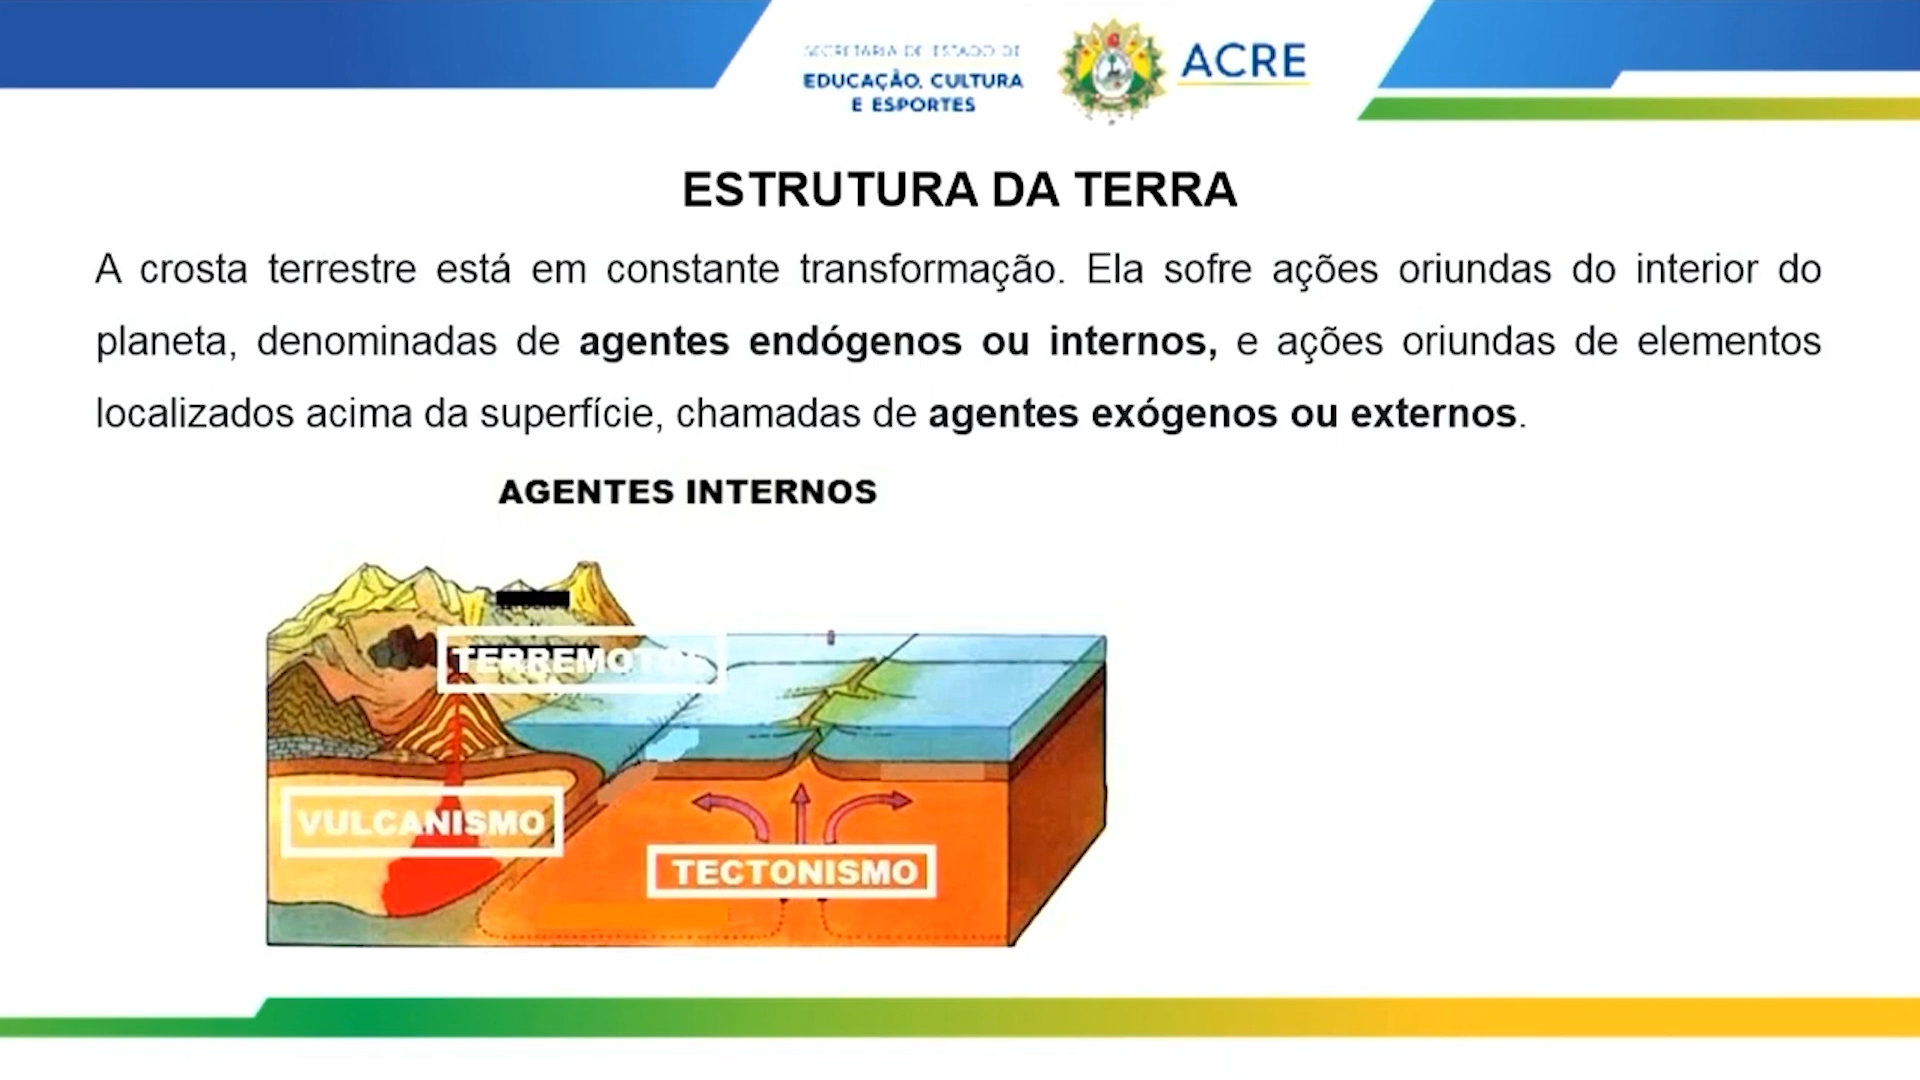 SECRETARIA DE ESTADO DE
EDUCAÇÃO, CULTURA
E ESPORTES
ACRE
ESTRUTURA DA TERRA
A crosta terrestre está em constante transformação. Ela sofre ações oriundas do interior do
planeta, denominadas de agentes endógenos ou internos, e ações oriundas de elementos
localizados acima da superfície, chamadas de agentes exógenos ou externos.
AGENTES INTERNOS
TERREMOTOS
VULCANISMO
TECTONISMO